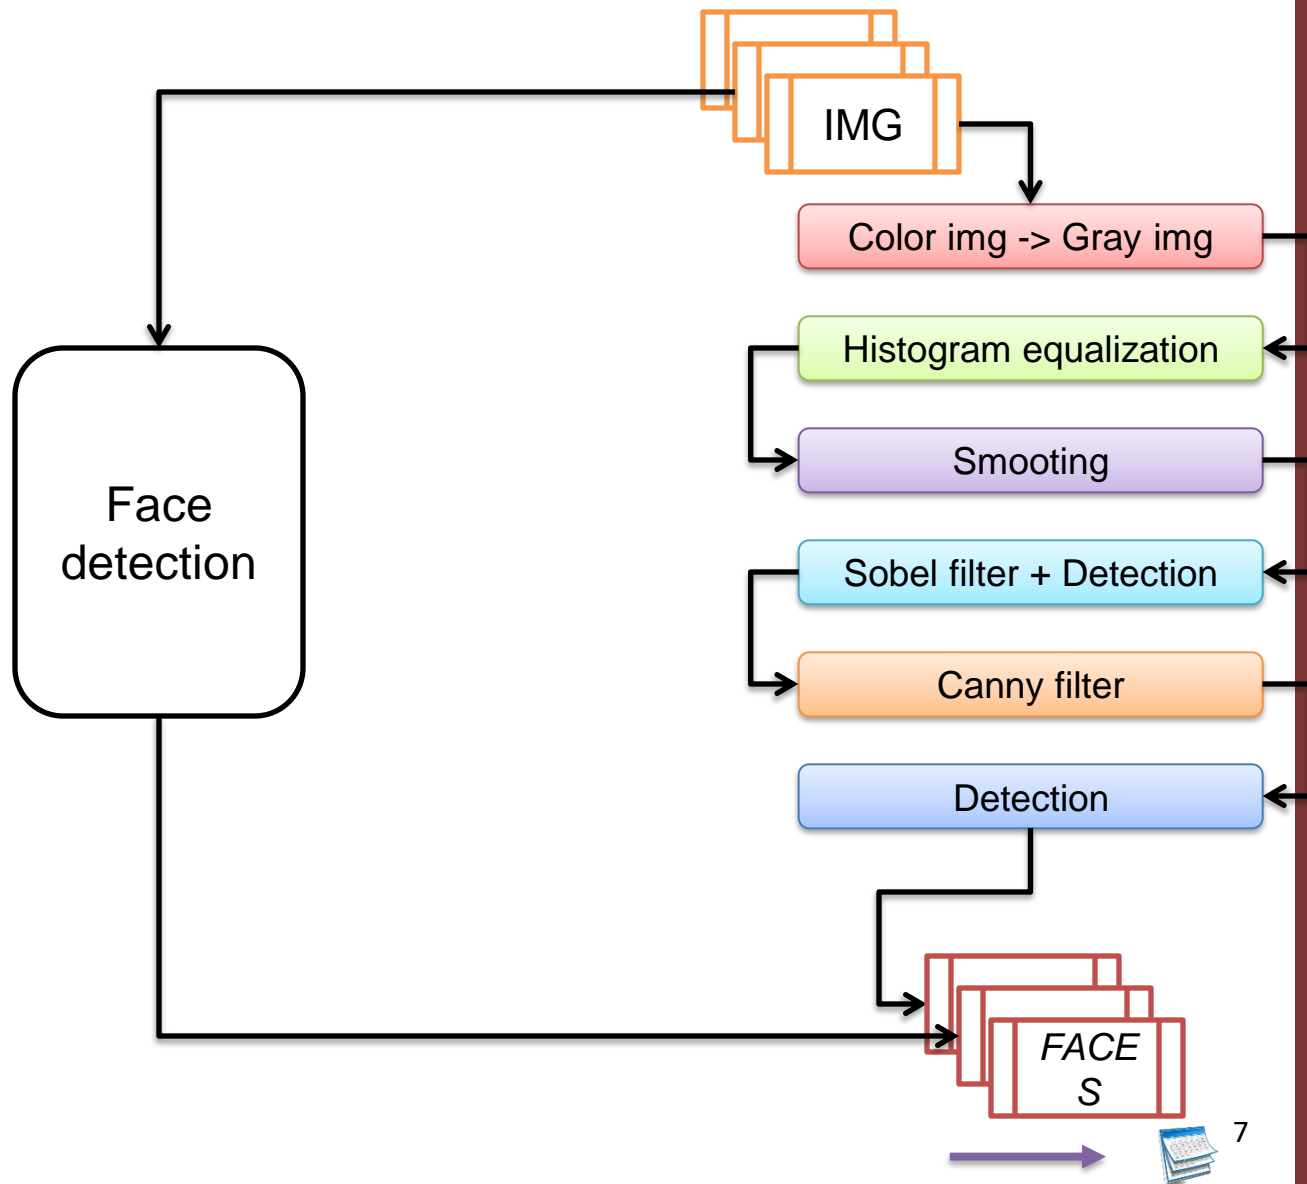 IMG
Color img -> Gray img
Histogram equalization
Smooting
Face
detection
Sobel filter + Detection
Canny filter
Detection
FACE
S
7